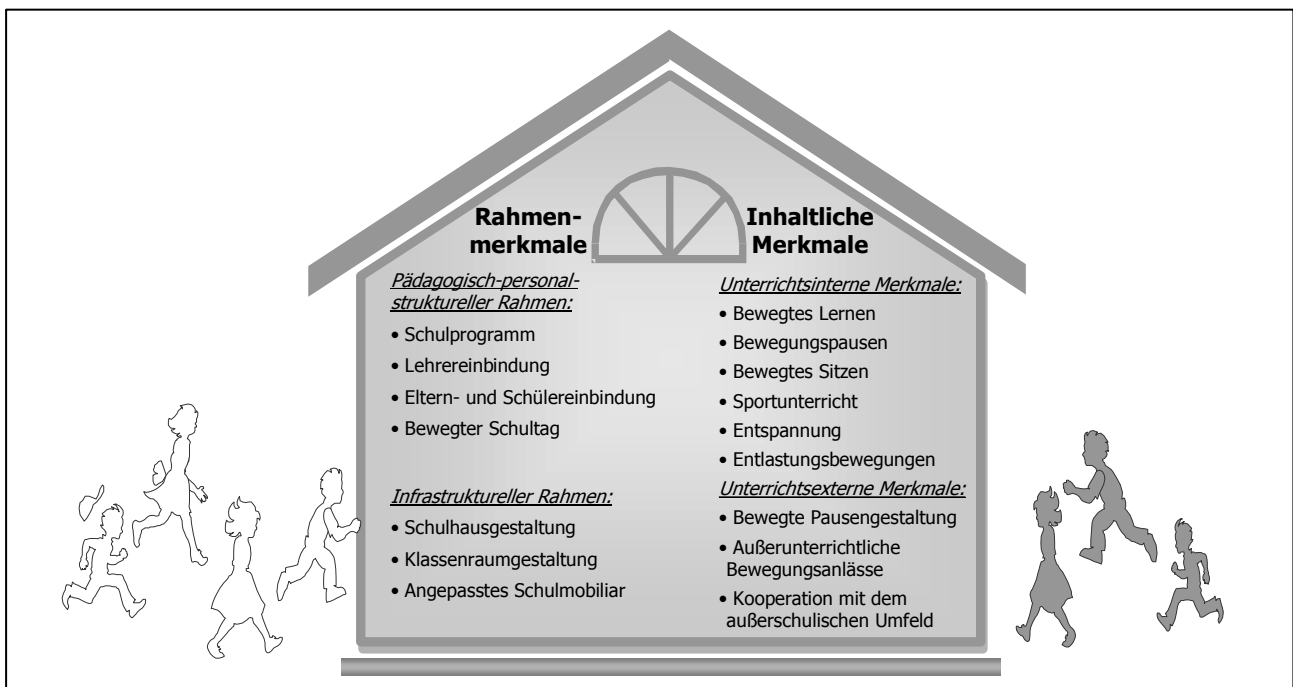 Rahmen-
merkmale
Pädagogisch-personal-
struktureller Rahmen:
• Schulprogramm
• Lehrereinbindung
• Eltern- und Schülereinbindung
• Bewegter Schultag
Infrastruktureller Rahmen:
• Schulhausgestaltung
• Klassenraumgestaltung
• Angepasstes Schulmobiliar
Inhaltliche
Merkmale
Unterrichtsinterne Merkmale:
• Bewegtes Lernen
• Bewegungspausen
• Bewegtes Sitzen
• Sportunterricht
• Entspannung
• Entlastungsbewegungen
Unterrichtsexterne Merkmale:
• Bewegte Pausengestaltung
• Außerunterrichtliche
Bewegungsanlässe
• Kooperation mit dem
außerschulischen Umfeld